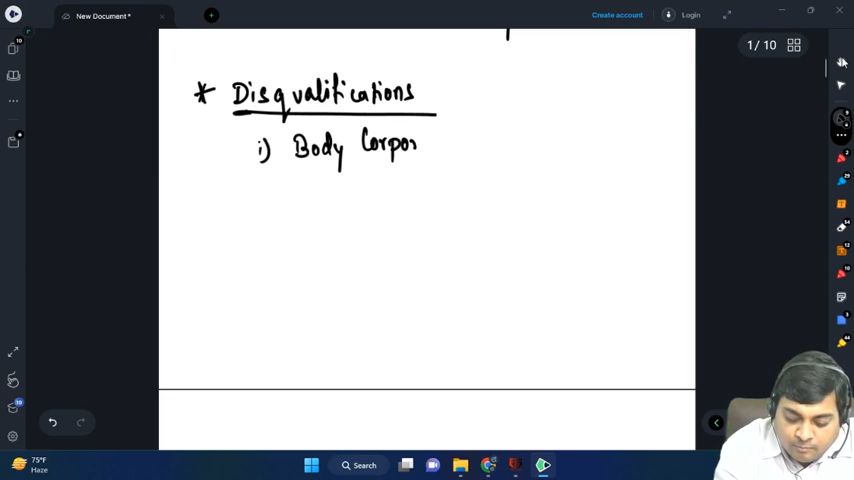 New Document*
Create account
Login
1 / 10
* Disqualifications
i) Body Corpor
75°F
Haze
Search